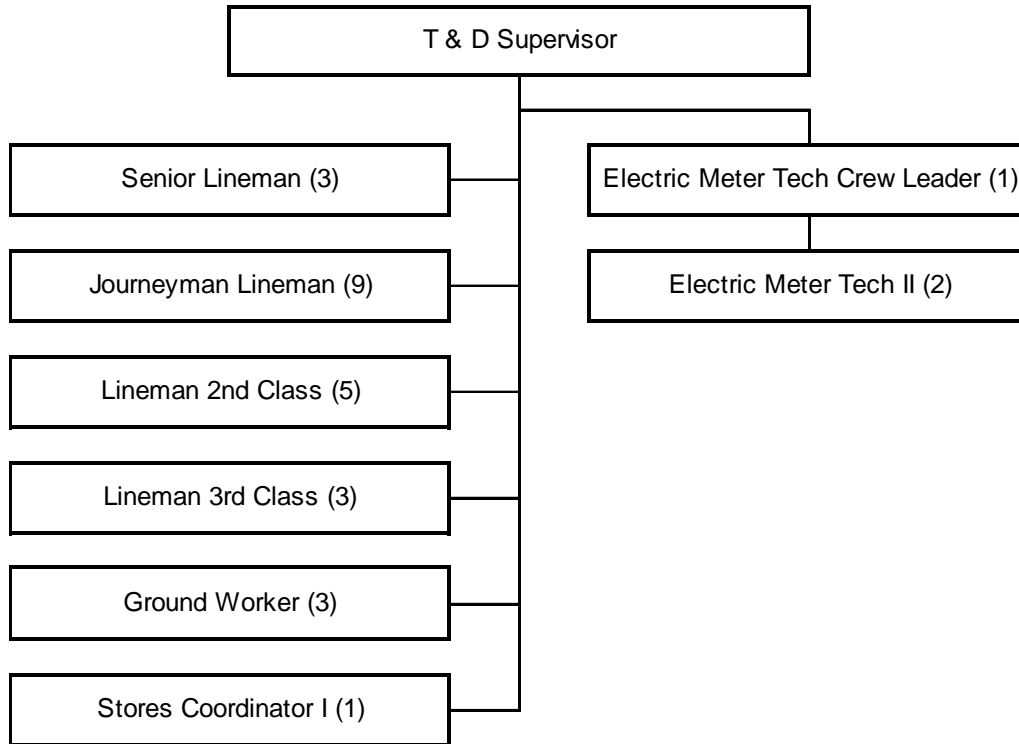 T & D Supervisor
Senior Lineman (3)
Electric Meter Tech Crew Leader (1)
Journeyman Lineman (9)
Electric Meter Tech II (2)
Lineman 2nd Class (5)
Lineman 3rd Class (3)
Ground Worker (3)
Stores Coordinator I (1)